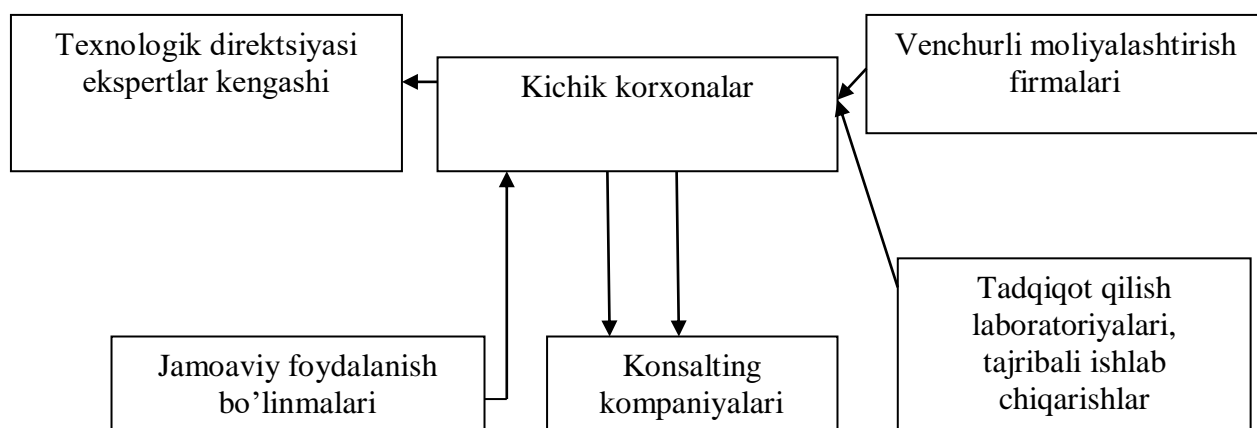 Texnologik direktsiyasi
ekspertlar kengashi
Kichik korxonalar
Venchurli moliyalashtirish
firmalari
Jamoaviy foydalanish
bo’linmalari
Konsalting
kompaniyalari
Tadqiqot qilish
laboratoriyalari,
tajribali ishlab
chiqarishlar